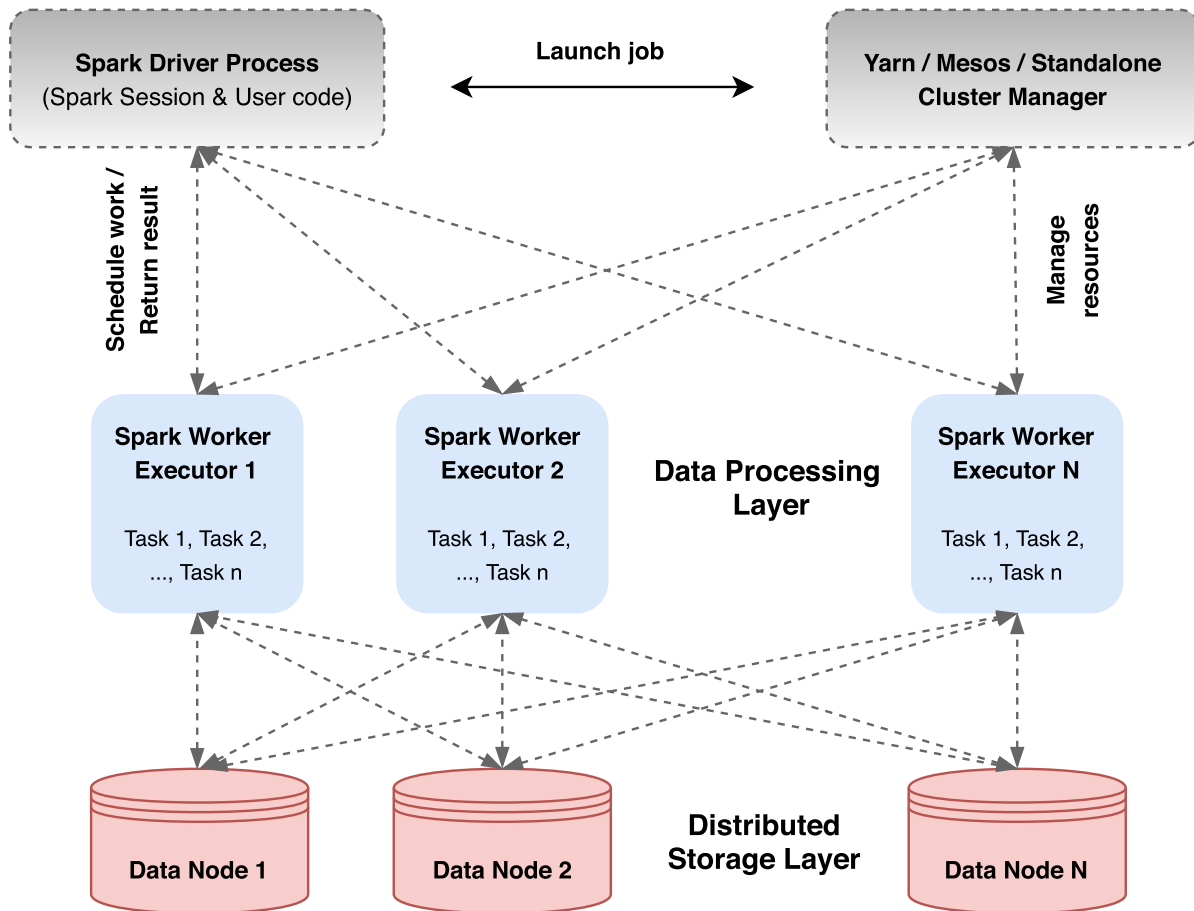 Spark Driver Process
(Spark Session & User code)
Launch job
Yarn / Mesos / Standalone
Cluster Manager
Schedule work /
Return result
Manage
resources
Spark Worker
Executor 1
Task 1, Task 2,
..., Task n
Spark Worker
Executor 2
Task 1, Task 2,
..., Task n
Data Processing
Layer
Spark Worker
Executor N
Task 1, Task 2,
..., Task n
Data Node 1
Data Node 2
Distributed
Storage Layer
Data Node N